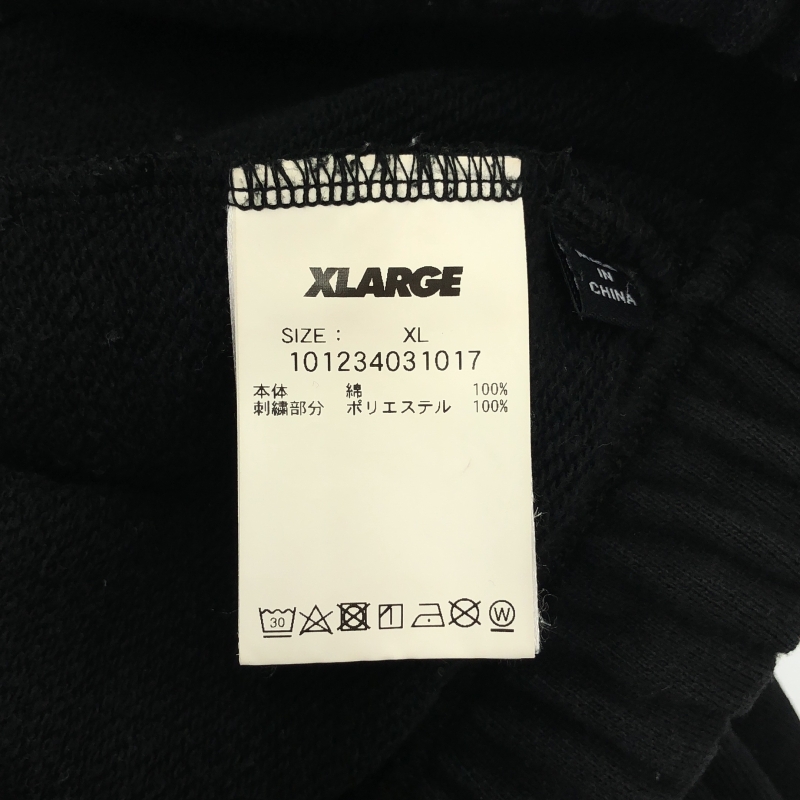 XLARGE
SIZE : XL
101234031017
本体 綿 100%
刺繍部分 ポリエステル 100%
30
W
IN
CHINA